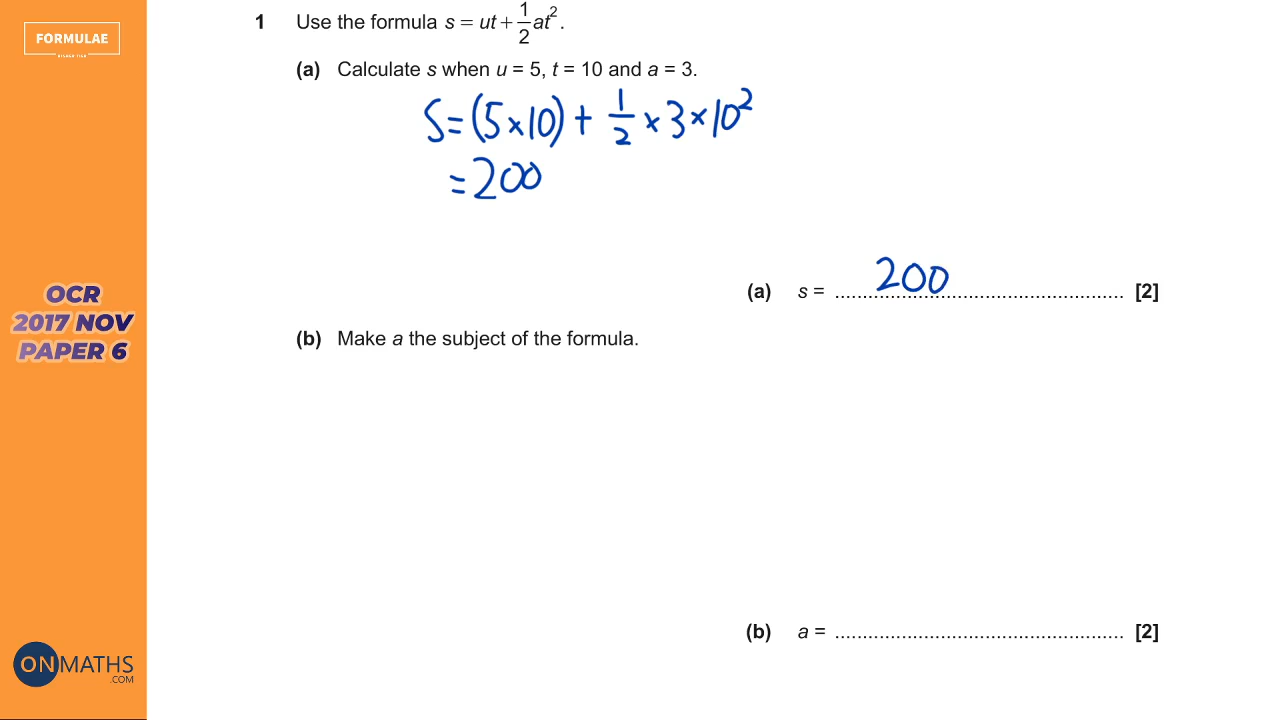 FORMULAE
HIGHER TIER
OCR
2017 NOV
PAPER 6
ONMATHS
.COM
1 Use the formula s = ut + 1/2 at².
(a) Calculate s when u = 5, t = 10 and a = 3.
S = (5 × 10) + 1/2 × 3 × 10²
= 200
(a) s = 200 [2]
(b) Make a the subject of the formula.
(b) a = ...................................................... [2]